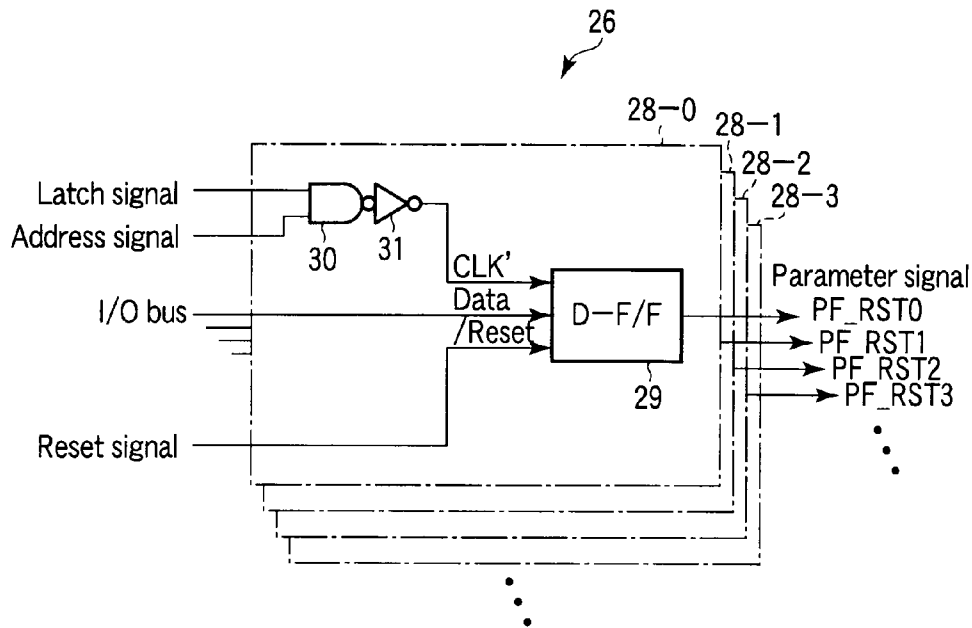 26
28-0
28-1
28-2
28-3
Latch signal
Address signal
30
31
CLK'
I/O bus
Data
/Reset
D-F/F
29
Parameter signal
PF_RST0
PF_RST1
PF_RST2
PF_RST3
Reset signal